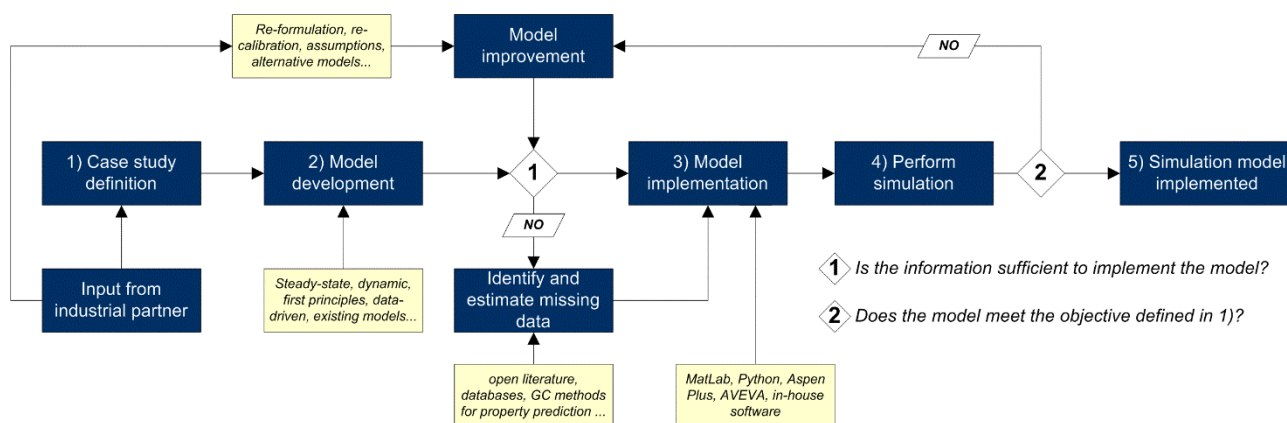 Re-formulation, re-
calibration, assumptions,
alternative models...
Model
improvement
NO
1) Case study
definition
2) Model
development
1
3) Model
implementation
4) Perform
simulation
2
5) Simulation model
implemented
NO
Input from
industrial partner
Steady-state, dynamic,
first principles, data-
driven, existing models...
Identify and
estimate missing
data
1 Is the information sufficient to implement the model?
2 Does the model meet the objective defined in 1)?
open literature,
databases, GC methods
for property prediction ...
MatLab, Python, Aspen
Plus, AVEVA, in-house
software